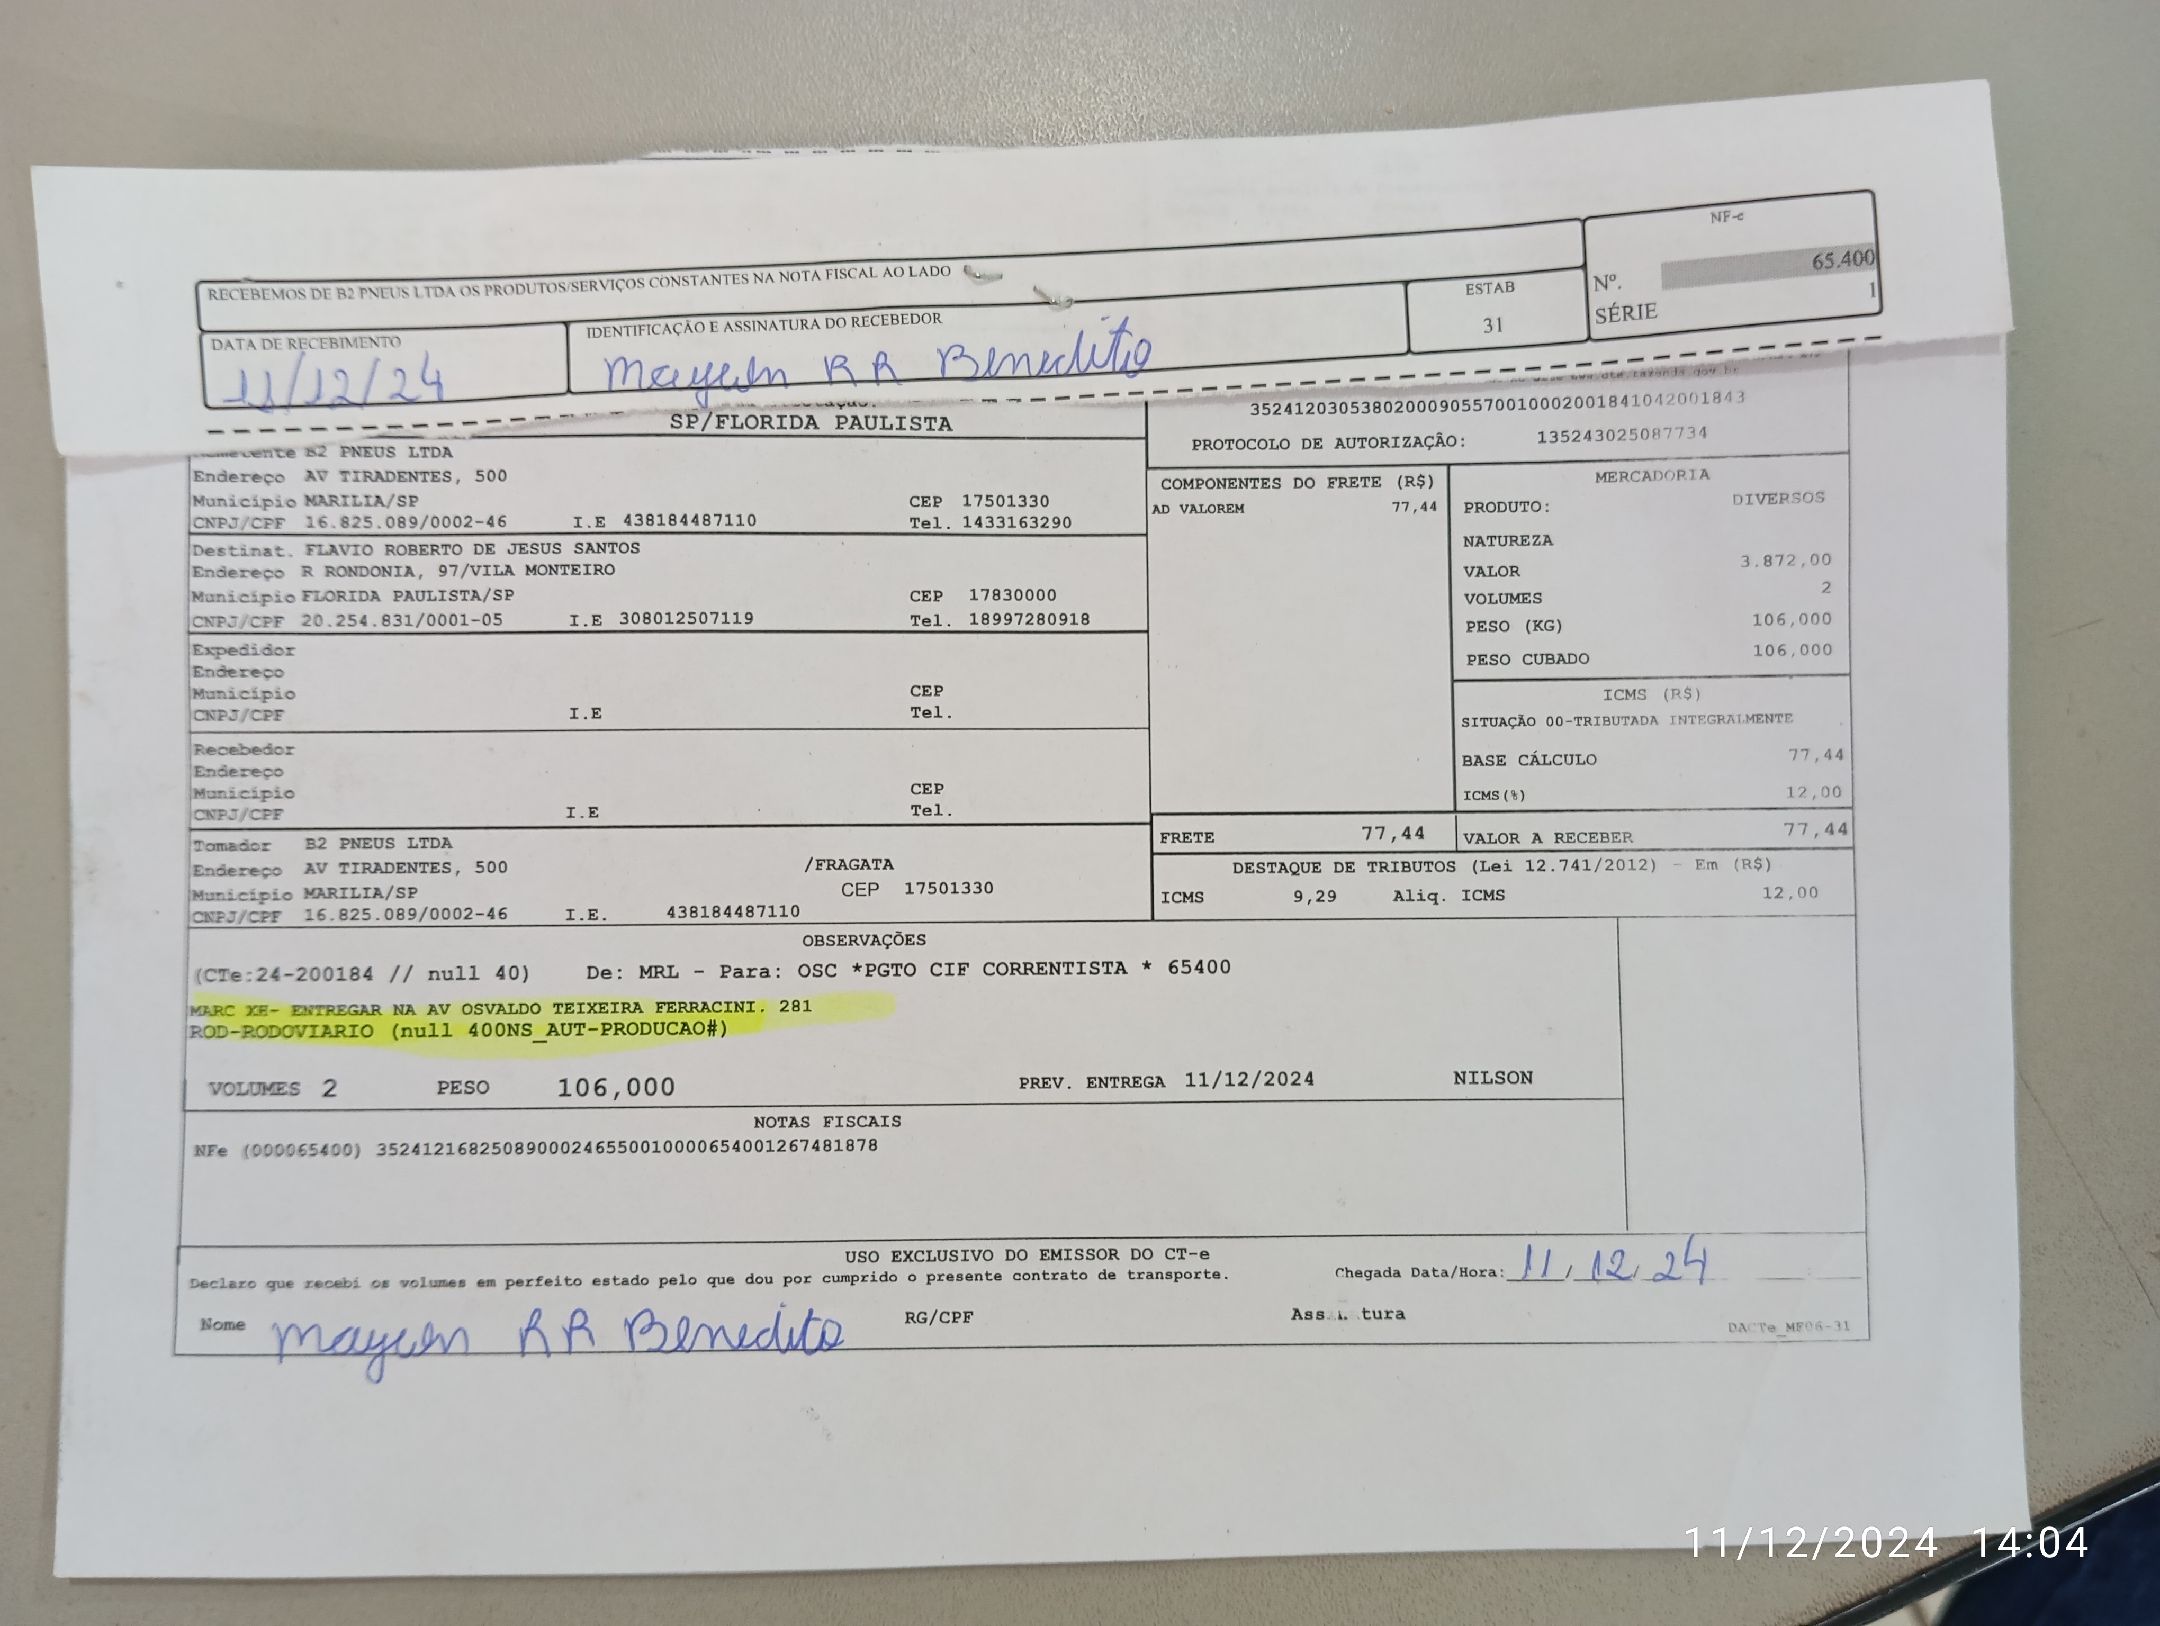 NF-e
RECEBEMOS DE B2 PNEUS LTDA OS PRODUTOS/SERVIÇOS CONSTANTES NA NOTA FISCAL AO LADO
Nº. 65.400
SÉRIE 1
DATA DE RECEBIMENTO
11/12/24
IDENTIFICAÇÃO E ASSINATURA DO RECEBEDOR
Maycon RR Benedito
ESTAB
31
SP/FLORIDA PAULISTA
B2 PNEUS LTDA
Endereço AV TIRADENTES, 500
Município MARILIA/SP CEP 17501330
CNPJ/CPF 16.825.089/0002-46 I.E 438184487110 Tel. 1433163290
Destinat. FLAVIO ROBERTO DE JESUS SANTOS
Endereço R RONDONIA, 97/VILA MONTEIRO
Município FLORIDA PAULISTA/SP CEP 17830000
CNPJ/CPF 20.254.831/0001-05 I.E 308012507119 Tel. 18997280918
Expedidor
Endereço
Município CEP
CNPJ/CPF I.E Tel.
Recebedor
Endereço
Município CEP
CNPJ/CPF I.E Tel.
Tomador B2 PNEUS LTDA
Endereço AV TIRADENTES, 500 /FRAGATA
Município MARILIA/SP CEP 17501330
CNPJ/CPF 16.825.089/0002-46 I.E. 438184487110
35241203053802000905570010002001841042001843
PROTOCOLO DE AUTORIZAÇÃO: 135243025087734
COMPONENTES DO FRETE (R$)
AD VALOREM 77,44
MERCADORIA
PRODUTO: DIVERSOS
NATUREZA
VALOR 3.872,00
VOLUMES 2
PESO (KG) 106,000
PESO CUBADO 106,000
ICMS (R$)
SITUAÇÃO 00-TRIBUTADA INTEGRALMENTE
BASE CÁLCULO 77,44
ICMS(%) 12,00
FRETE 77,44 VALOR A RECEBER 77,44
DESTAQUE DE TRIBUTOS (Lei 12.741/2012) - Em (R$)
ICMS 9,29 Aliq. ICMS 12,00
OBSERVAÇÕES
(CTe:24-200184 // null 40) De: MRL - Para: OSC *PGTO CIF CORRENTISTA * 65400
MARC XE- ENTREGAR NA AV OSVALDO TEIXEIRA FERRACINI. 281
ROD-RODOVIARIO (null 400NS_AUT-PRODUCAO#)
VOLUMES 2 PESO 106,000 PREV. ENTREGA 11/12/2024 NILSON
NOTAS FISCAIS
NFe (000065400) 35241216825089000246550010000654001267481878
USO EXCLUSIVO DO EMISSOR DO CT-e
Declaro que recebi os volumes em perfeito estado pelo que dou por cumprido o presente contrato de transporte.
Chegada Data/Hora: 11/12/24
Nome Maycon RR Benedito RG/CPF Assinatura
DACTe_MF06-31
11/12/2024 14:04